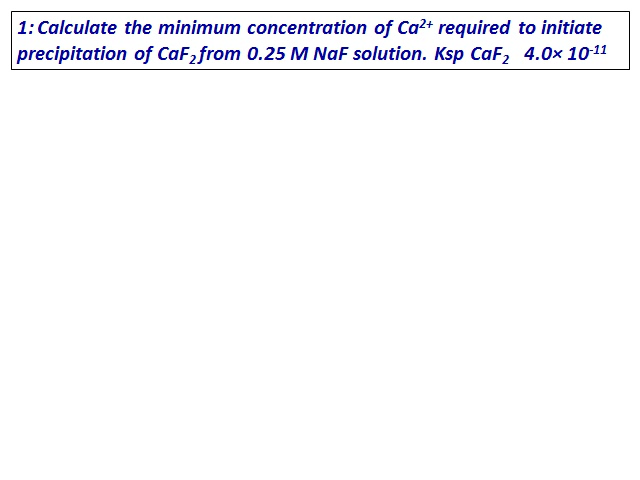 1: Calculate the minimum concentration of Ca²⁺ required to initiate
precipitation of CaF₂ from 0.25 M NaF solution. Ksp CaF₂ 4.0× 10⁻¹¹